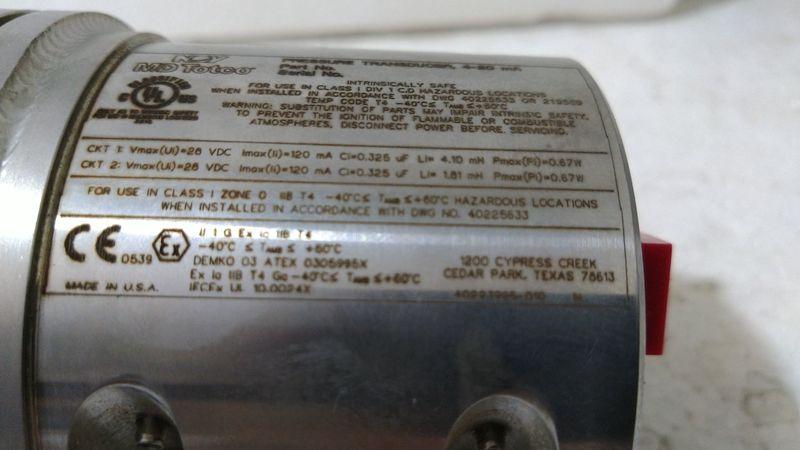 NOV
MD Totco
PRESSURE TRANSDUCER, 4-20 mA
Part No.
Serial No.
INTRINSICALLY SAFE
FOR USE IN CLASS I DIV 1 C,D HAZARDOUS LOCATIONS
WHEN INSTALLED IN ACCORDANCE WITH DWG 40225633 OR 219559
TEMP CODE T4 -40°C ≤ TAMB ≤ +60°C
WARNING: SUBSTITUTION OF PARTS MAY IMPAIR INTRINSIC SAFETY.
TO PREVENT THE IGNITION OF FLAMMABLE OR COMBUSTIBLE
ATMOSPHERES, DISCONNECT POWER BEFORE SERVICING.
UL
CKT 1: Vmax(Ui)=28 VDC Imax(Ii)=120 mA Ci=0.325 uF Li= 4.10 mH Pmax(Pi)=0.67W
CKT 2: Vmax(Ui)=28 VDC Imax(Ii)=120 mA Ci=0.325 uF Li= 1.81 mH Pmax(Pi)=0.67W
FOR USE IN CLASS I ZONE 0 IIB T4 -40°C ≤ TAMB ≤ +60°C HAZARDOUS LOCATIONS
WHEN INSTALLED IN ACCORDANCE WITH DWG NO. 40225633
CE 0539 Ex
II 1 G Ex ia IIB T4
-40°C ≤ TAMB ≤ +60°C
DEMKO 03 ATEX 0305995X
Ex ia IIB T4 Ga -40°C ≤ TAMB ≤ +60°C
IECEx UL 10.0024X
1200 CYPRESS CREEK
CEDAR PARK, TEXAS 78613
MADE IN U.S.A.